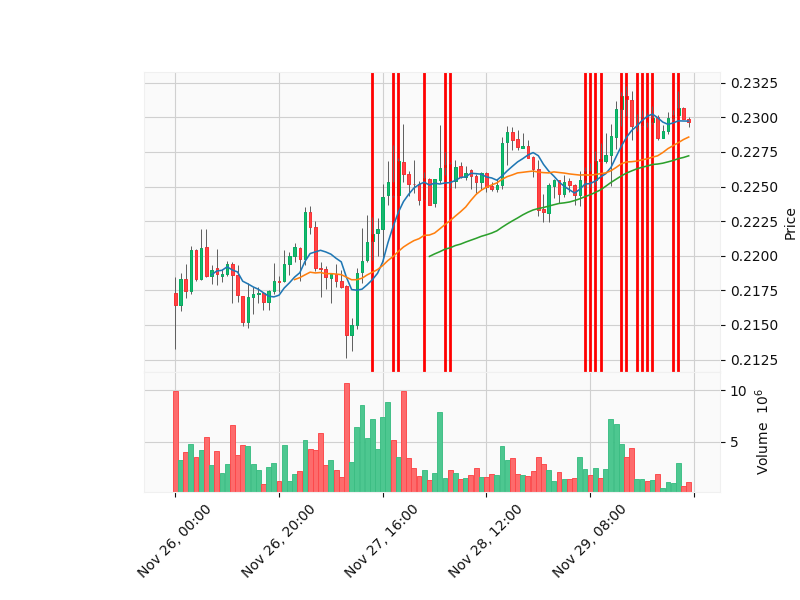 0.2325
0.2300
0.2275
0.2250
0.2225
0.2200
0.2175
0.2150
0.2125
Price
10
5
Volume 10⁶
Nov 26, 00:00
Nov 26, 20:00
Nov 27, 16:00
Nov 28, 12:00
Nov 29, 08:00